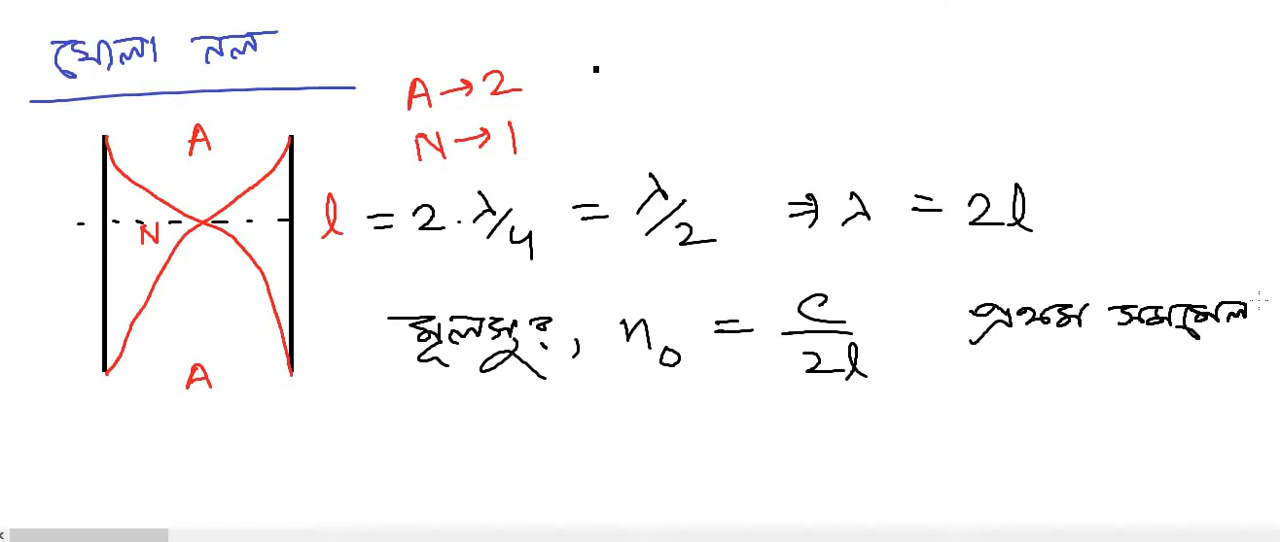 খোলা নল
A → 2
N → 1
A
N
A
l = 2 · λ/4 = λ/2 ⇒ λ = 2l
মূলসুর, n₀ = C/2l প্রথম সমমেল